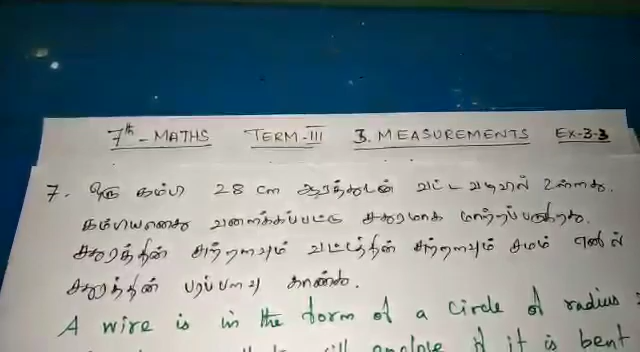 7th - MATHS TERM-III 3. MEASUREMENTS EX-3.3
7. ஒரு கம்பி 28 cm ஆரத்துடன் வட்ட வடிவில் உள்ளது.
கம்பியானது வளைக்கப்பட்டு சதுரமாக மாற்றப்படுகிறது.
சதுரத்தின் சுற்றளவும் வட்டத்தின் சுற்றளவும் சமம் எனில்
சதுரத்தின் பரப்பளவு காண்க.
A wire is in the form of a circle of radius
will enclose if it is bent